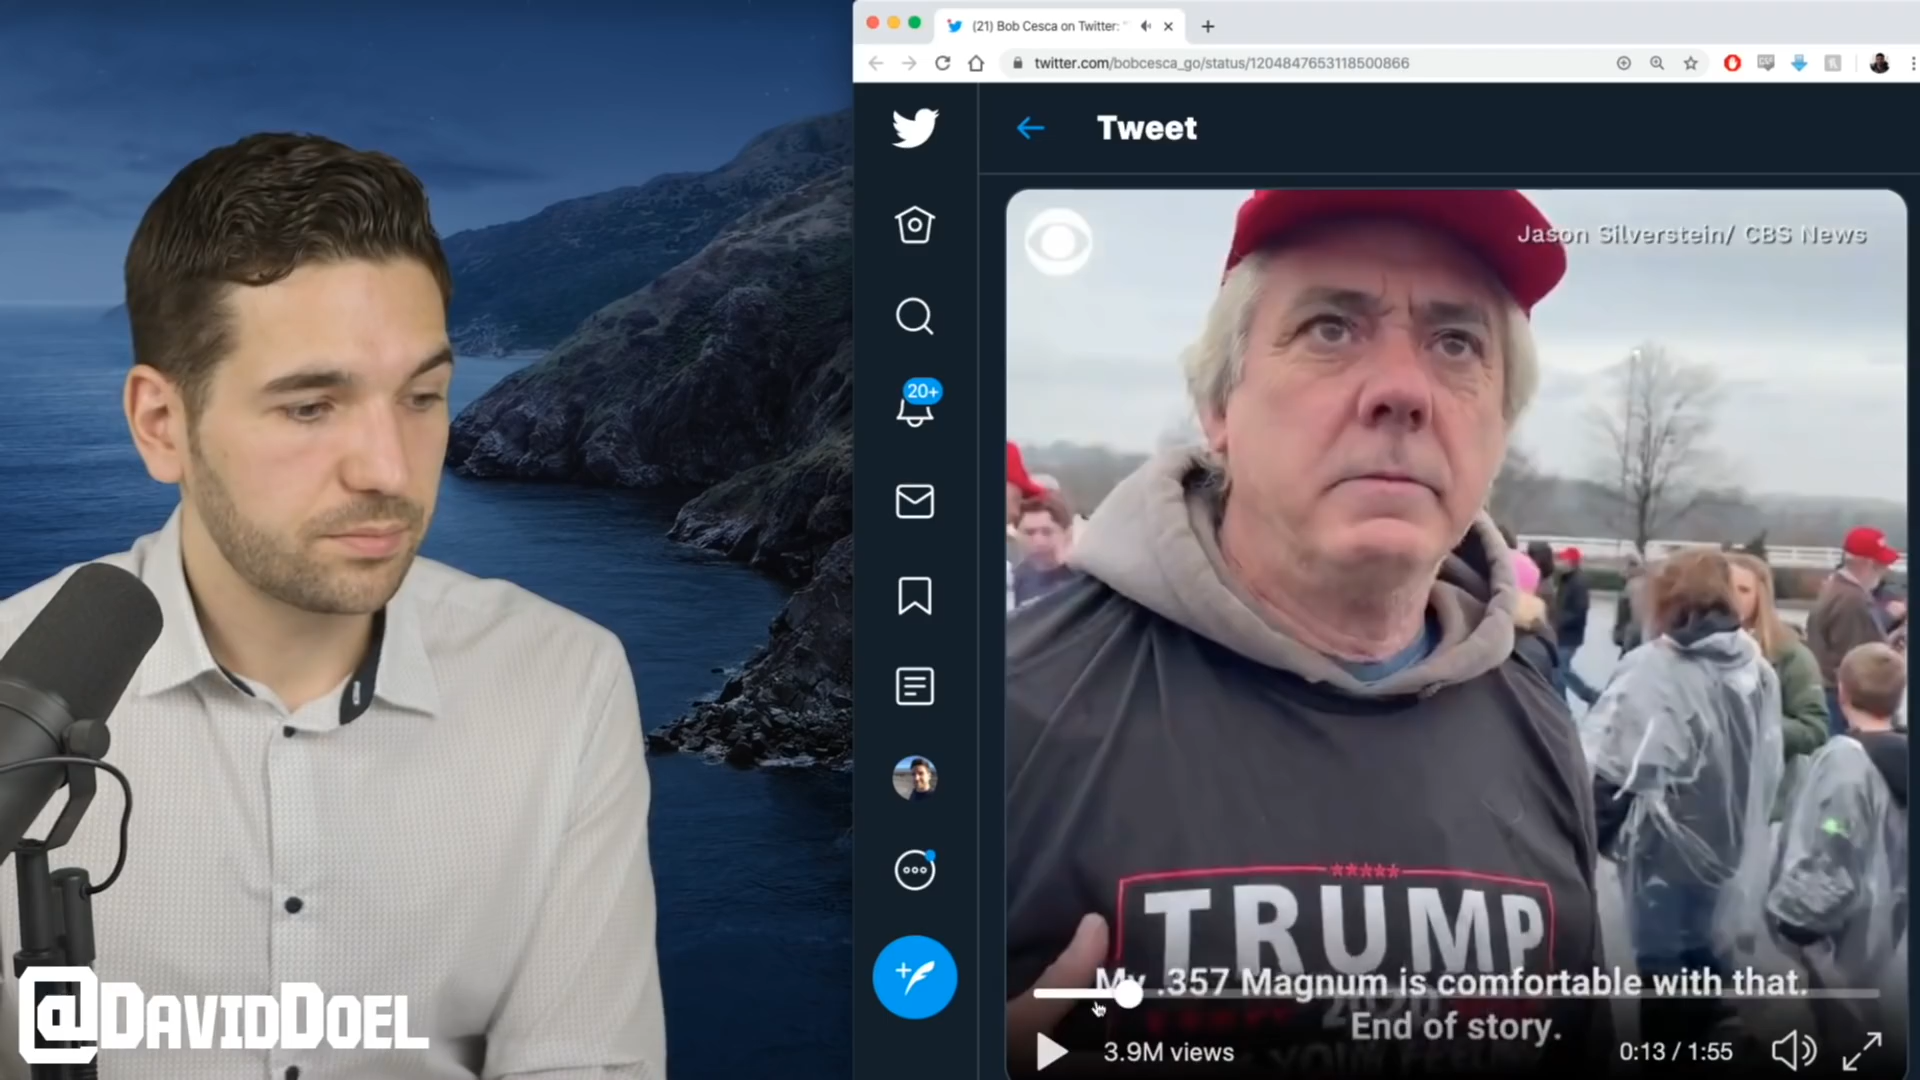 (21) Bob Cesca on Twitter: "
twitter.com/bobcesca_go/status/1204847653118500866
Tweet
Jason Silverstein/ CBS News
20+
TRUMP
My .357 Magnum is comfortable with that.
End of story.
3.9M views
0:13 / 1:55
@DAVIDDOEL